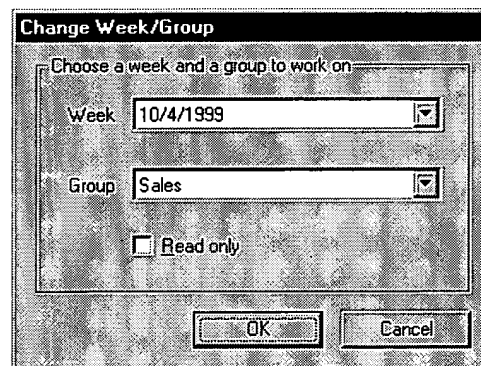 Change Week/Group
Choose a week and a group to work on
Week 10/4/1999
Group Sales
Read only
OK Cancel